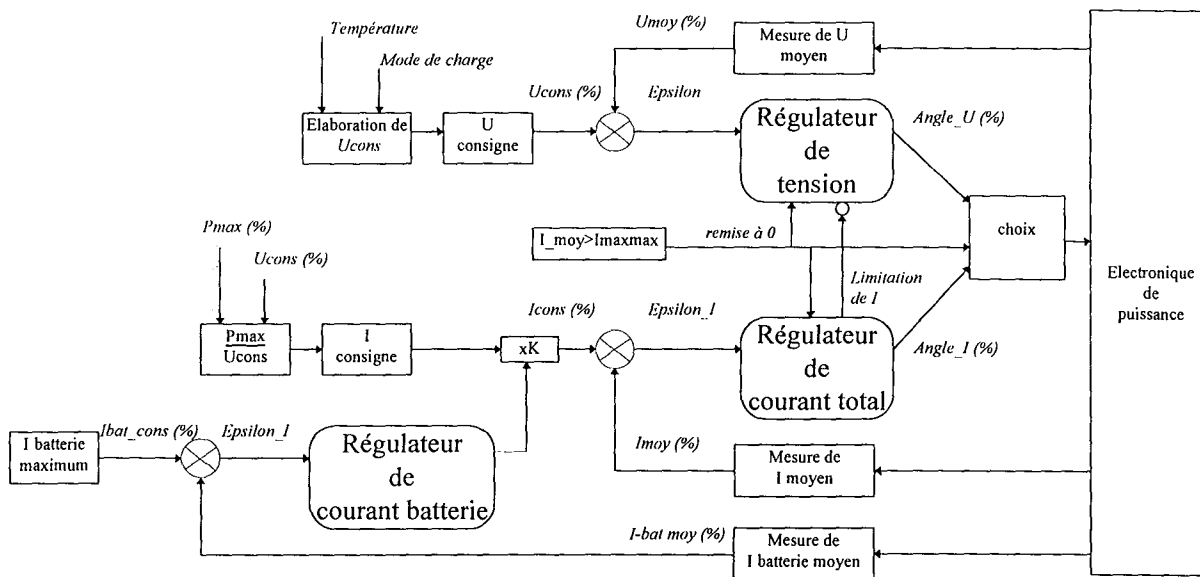 Température
Mode de charge
Umoy (%)
Mesure de U
moyen
Ucons (%)
Epsilon
Elaboration de
Ucons
U
consigne
Régulateur
de
tension
Angle_U (%)
Pmax (%)
Ucons (%)
I_moy>Imaxmax
remise à 0
choix
Limitation
de I
Electronique
de
puissance
Pmax
Ucons
I
consigne
Icons (%)
xK
Epsilon_I
Régulateur
de
courant total
Angle_I (%)
I batterie
maximum
Ibat_cons (%)
Epsilon_I
Régulateur
de
courant batterie
Imoy (%)
Mesure de
I moyen
I-bat moy (%)
Mesure de
I batterie moyen